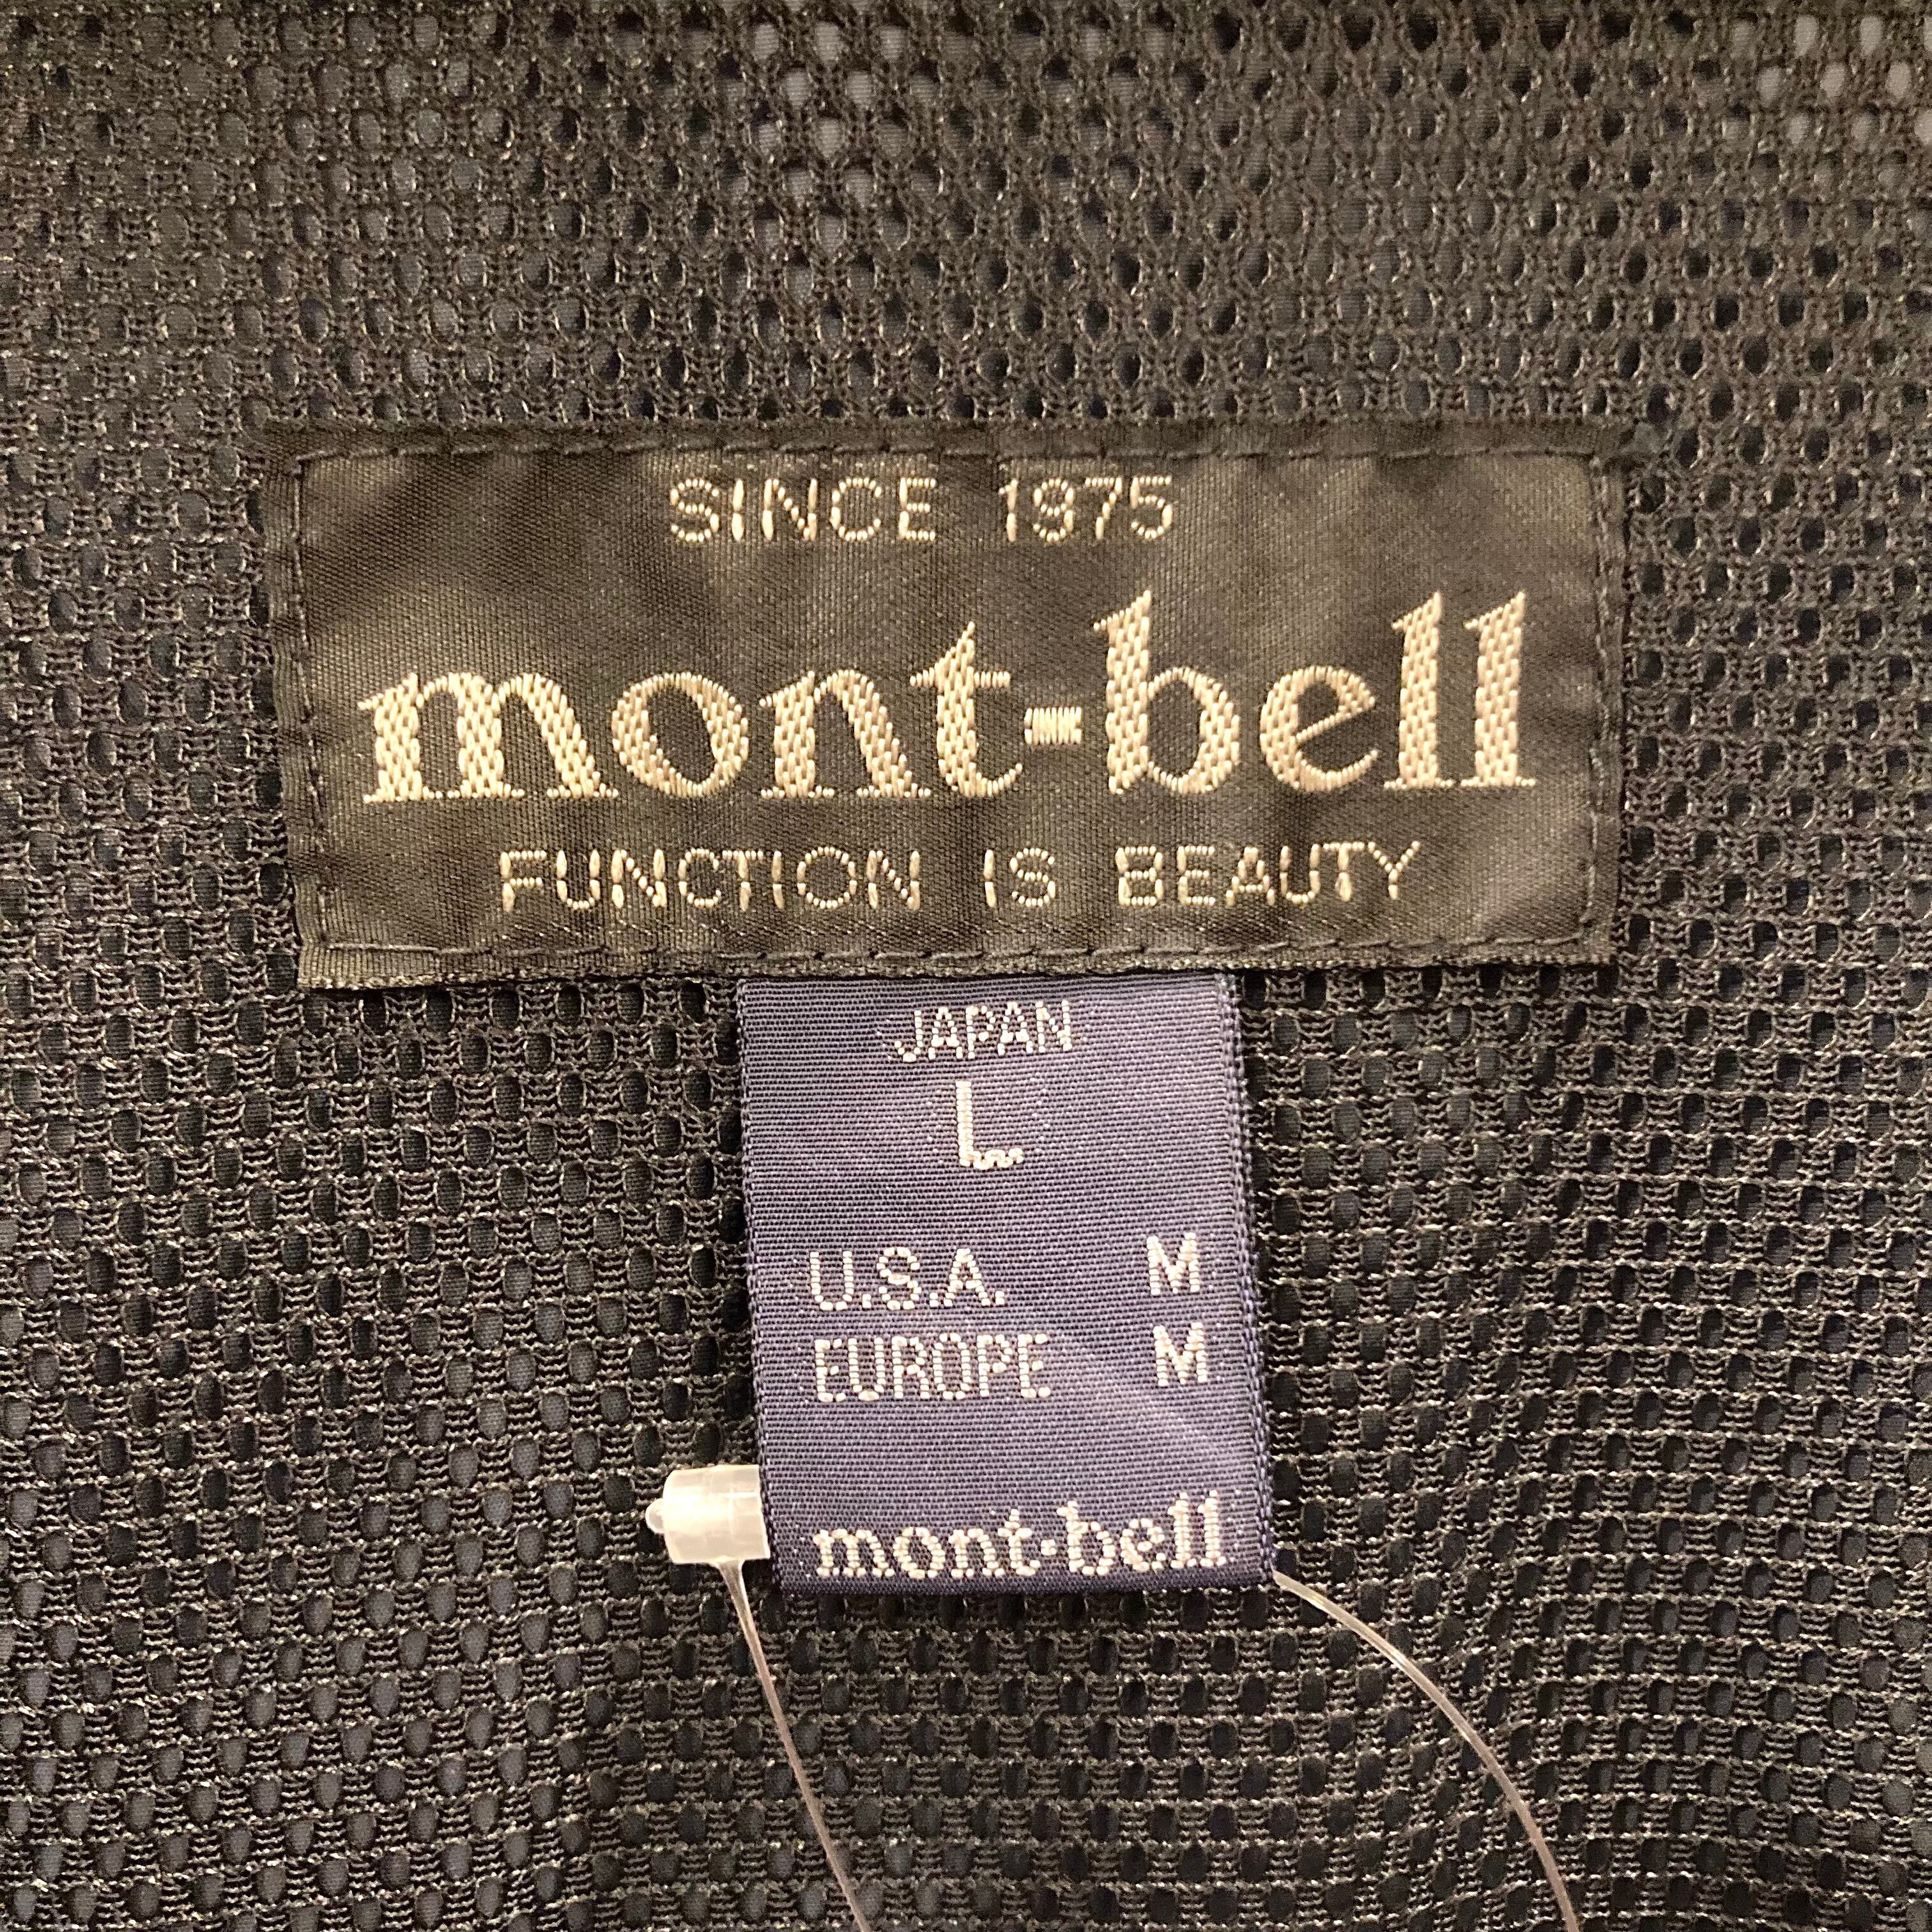 SINCE 1975
mont-bell
FUNCTION IS BEAUTY
JAPAN
L
U.S.A. M
EUROPE M
mont-bell